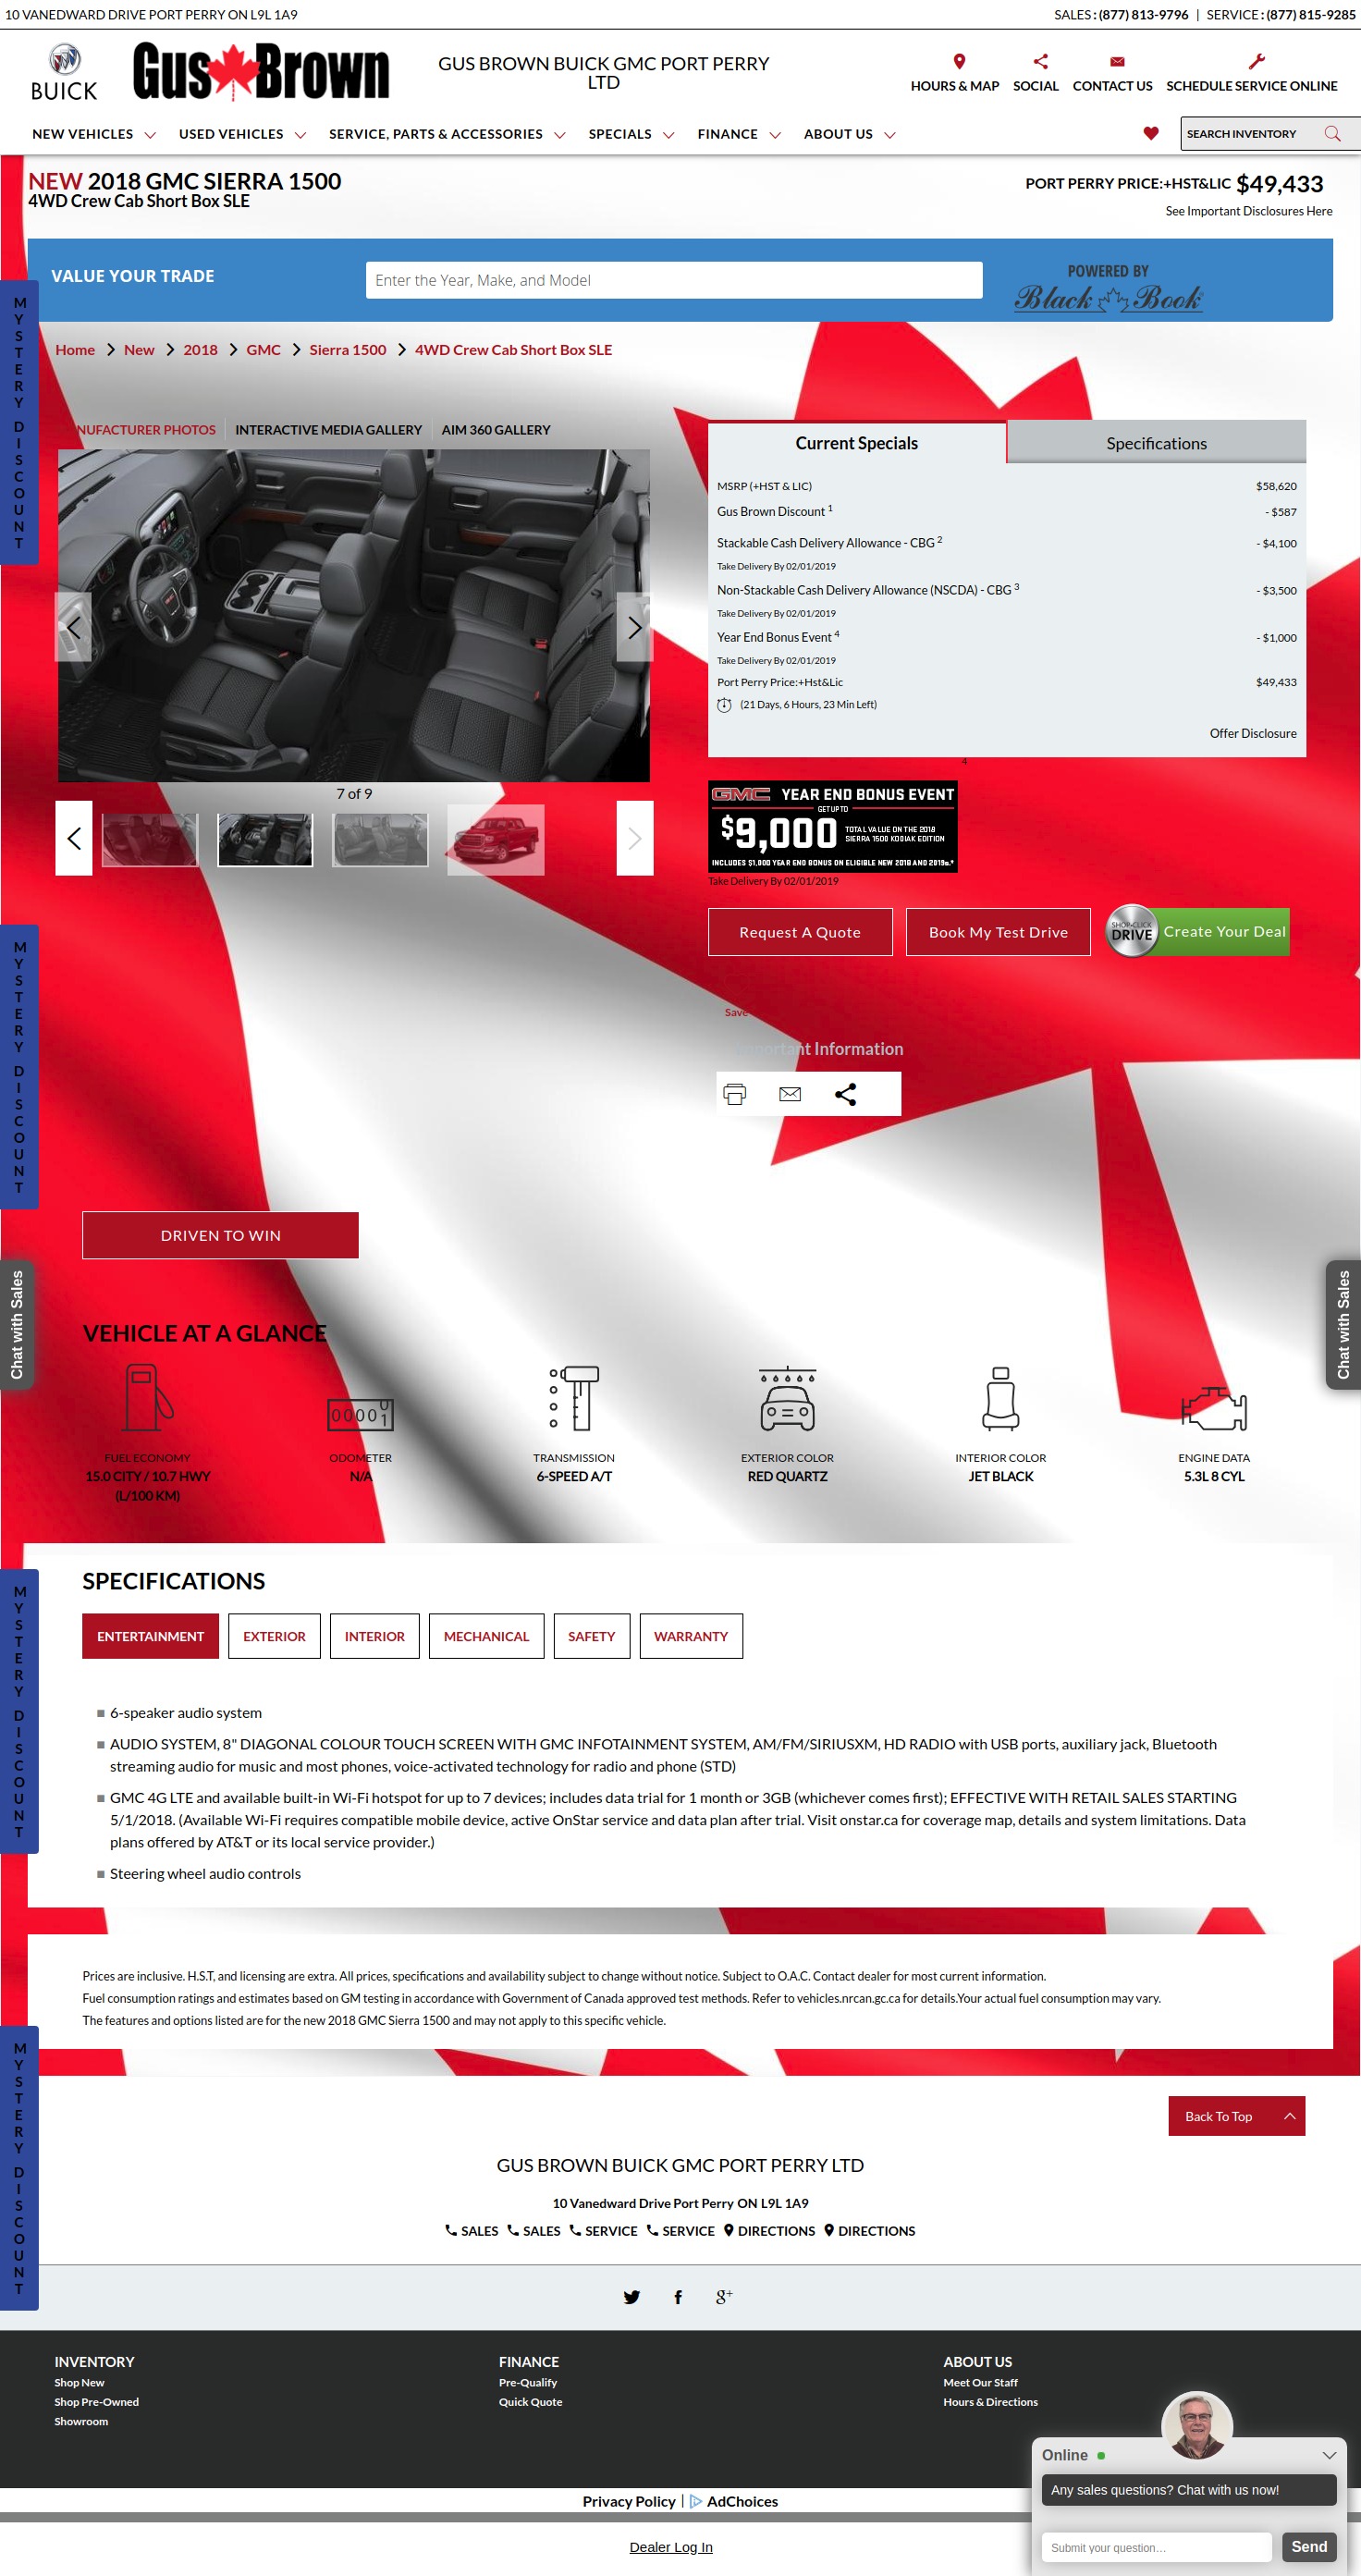 10 VANEDWARD DRIVE PORT PERRY ON L9L 1A9
SALES : (877) 813-9796 | SERVICE : (877) 815-9285
BUICK
Gus Brown
GUS BROWN BUICK GMC PORT PERRY
LTD
HOURS & MAP
SOCIAL
CONTACT US
SCHEDULE SERVICE ONLINE
NEW VEHICLES
USED VEHICLES
SERVICE, PARTS & ACCESSORIES
SPECIALS
FINANCE
ABOUT US
SEARCH INVENTORY
NEW 2018 GMC SIERRA 1500
4WD Crew Cab Short Box SLE
PORT PERRY PRICE:+HST&LIC $49,433
See Important Disclosures Here
VALUE YOUR TRADE
Enter the Year, Make, and Model
POWERED BY
Black Book
MYSTERY DISCOUNT
Home > New > 2018 > GMC > Sierra 1500 > 4WD Crew Cab Short Box SLE
NUFACTURER PHOTOS
INTERACTIVE MEDIA GALLERY
AIM 360 GALLERY
7 of 9
Current Specials
Specifications
MSRP (+HST & LIC) $58,620
Gus Brown Discount 1 - $587
Stackable Cash Delivery Allowance - CBG 2 - $4,100
Take Delivery By 02/01/2019
Non-Stackable Cash Delivery Allowance (NSCDA) - CBG 3 - $3,500
Take Delivery By 02/01/2019
Year End Bonus Event 4 - $1,000
Take Delivery By 02/01/2019
Port Perry Price:+Hst&Lic $49,433
(21 Days, 6 Hours, 23 Min Left)
Offer Disclosure
4
GMC YEAR END BONUS EVENT
GET UP TO
$9,000 TOTAL VALUE ON THE 2018
SIERRA 1500 KODIAK EDITION
INCLUDES $1,000 YEAR END BONUS ON ELIGIBLE NEW 2018 AND 2019s.*
Take Delivery By 02/01/2019
Request A Quote
Book My Test Drive
SHOP·CLICK
DRIVE
Create Your Deal
Save
Important Information
MYSTERY DISCOUNT
DRIVEN TO WIN
Chat with Sales
Chat with Sales
VEHICLE AT A GLANCE
00000 1
FUEL ECONOMY
15.0 CITY / 10.7 HWY
(L/100 KM)
ODOMETER
N/A
TRANSMISSION
6-SPEED A/T
EXTERIOR COLOR
RED QUARTZ
INTERIOR COLOR
JET BLACK
ENGINE DATA
5.3L 8 CYL
SPECIFICATIONS
ENTERTAINMENT
EXTERIOR
INTERIOR
MECHANICAL
SAFETY
WARRANTY
MYSTERY DISCOUNT
6-speaker audio system
AUDIO SYSTEM, 8" DIAGONAL COLOUR TOUCH SCREEN WITH GMC INFOTAINMENT SYSTEM, AM/FM/SIRIUSXM, HD RADIO with USB ports, auxiliary jack, Bluetooth
streaming audio for music and most phones, voice-activated technology for radio and phone (STD)
GMC 4G LTE and available built-in Wi-Fi hotspot for up to 7 devices; includes data trial for 1 month or 3GB (whichever comes first); EFFECTIVE WITH RETAIL SALES STARTING
5/1/2018. (Available Wi-Fi requires compatible mobile device, active OnStar service and data plan after trial. Visit onstar.ca for coverage map, details and system limitations. Data
plans offered by AT&T or its local service provider.)
Steering wheel audio controls
Prices are inclusive. H.S.T, and licensing are extra. All prices, specifications and availability subject to change without notice. Subject to O.A.C. Contact dealer for most current information.
Fuel consumption ratings and estimates based on GM testing in accordance with Government of Canada approved test methods. Refer to vehicles.nrcan.gc.ca for details.Your actual fuel consumption may vary.
The features and options listed are for the new 2018 GMC Sierra 1500 and may not apply to this specific vehicle.
MYSTERY DISCOUNT
Back To Top
GUS BROWN BUICK GMC PORT PERRY LTD
10 Vanedward Drive Port Perry ON L9L 1A9
SALES SALES SERVICE SERVICE DIRECTIONS DIRECTIONS
g+
INVENTORY
Shop New
Shop Pre-Owned
Showroom
FINANCE
Pre-Qualify
Quick Quote
ABOUT US
Meet Our Staff
Hours & Directions
Online
Any sales questions? Chat with us now!
Submit your question...
Send
Privacy Policy | AdChoices
Dealer Log In